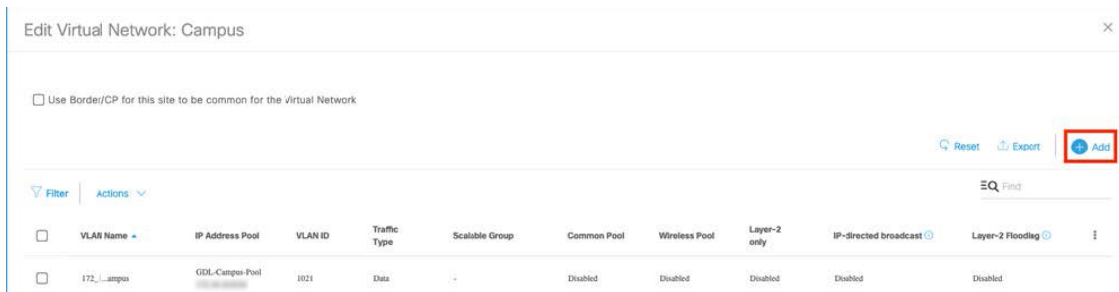 Edit Virtual Network: Campus
Use Border/CP for this site to be common for the Virtual Network
Reset Export Add
Filter Actions Find
VLAN Name IP Address Pool VLAN ID Traffic Type Scalable Group Common Pool Wireless Pool Layer-2 only IP-directed broadcast Layer-2 Flooding
172_...ampus GDL-Campus-Pool 1021 Data - Disabled Disabled Disabled Disabled Disabled